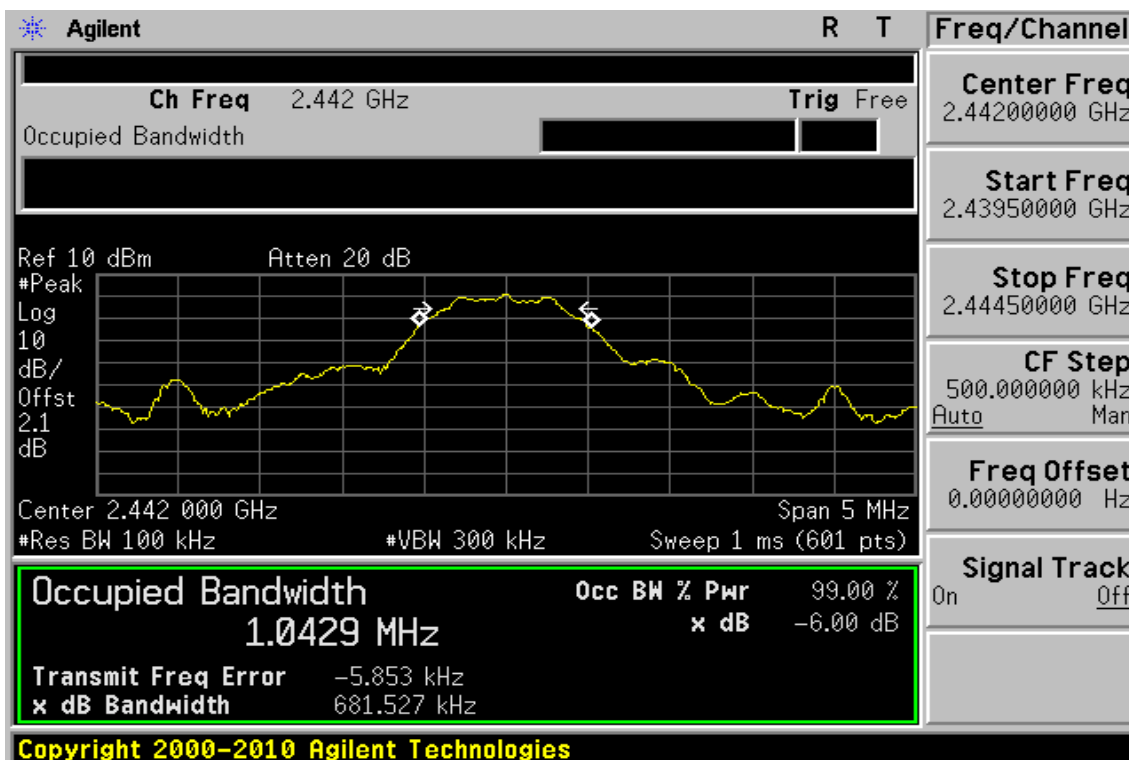 Agilent R T
Freq/Channel
Ch Freq 2.442 GHz Trig Free
Occupied Bandwidth
Center Freq
2.44200000 GHz
Start Freq
2.43950000 GHz
Stop Freq
2.44450000 GHz
CF Step
500.000000 kHz
Auto Man
Freq Offset
0.00000000 Hz
Signal Track
On Off
Ref 10 dBm Atten 20 dB
#Peak
Log
10
dB/
Offst
2.1
dB
Center 2.442 000 GHz Span 5 MHz
#Res BW 100 kHz #VBW 300 kHz Sweep 1 ms (601 pts)
Occupied Bandwidth Occ BW % Pwr 99.00 %
1.0429 MHz x dB -6.00 dB
Transmit Freq Error -5.853 kHz
x dB Bandwidth 681.527 kHz
Copyright 2000-2010 Agilent Technologies